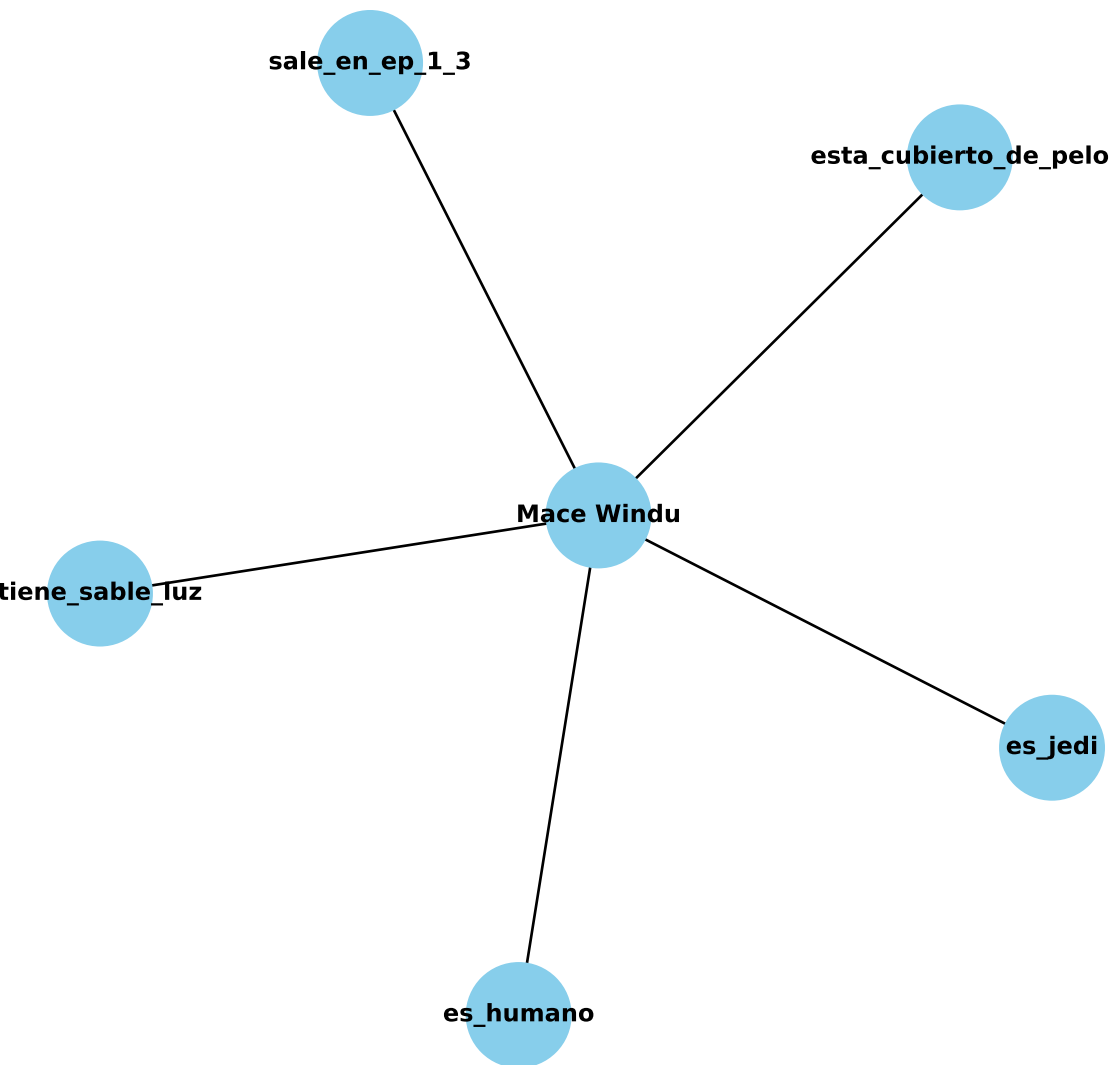 sale_en_ep_1_3
esta_cubierto_de_pelo
Mace Windu
tiene_sable_luz
es_jedi
es_humano